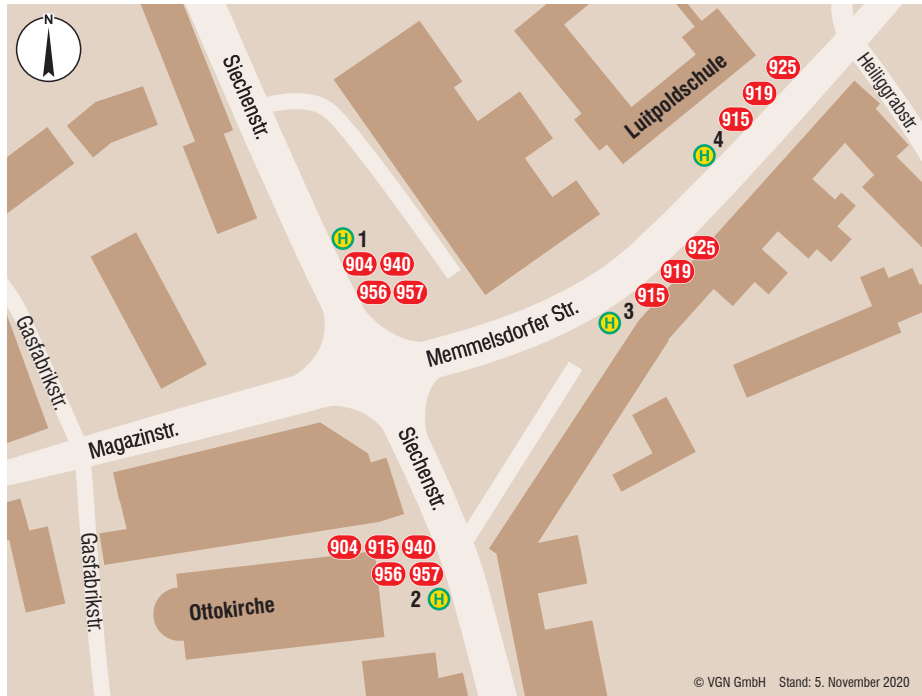 N
Siechenstr.
Luitpoldschule
925
919
915
4
Heiliggrabstr.
H
H 1
904 940
956 957
925
919
915
3
H
Memmelsdorfer Str.
Gasfabrikstr.
Magazinstr.
Siechenstr.
Gasfabrikstr.
904 915 940
956 957
2 H
Ottokirche
© VGN GmbH Stand: 5. November 2020